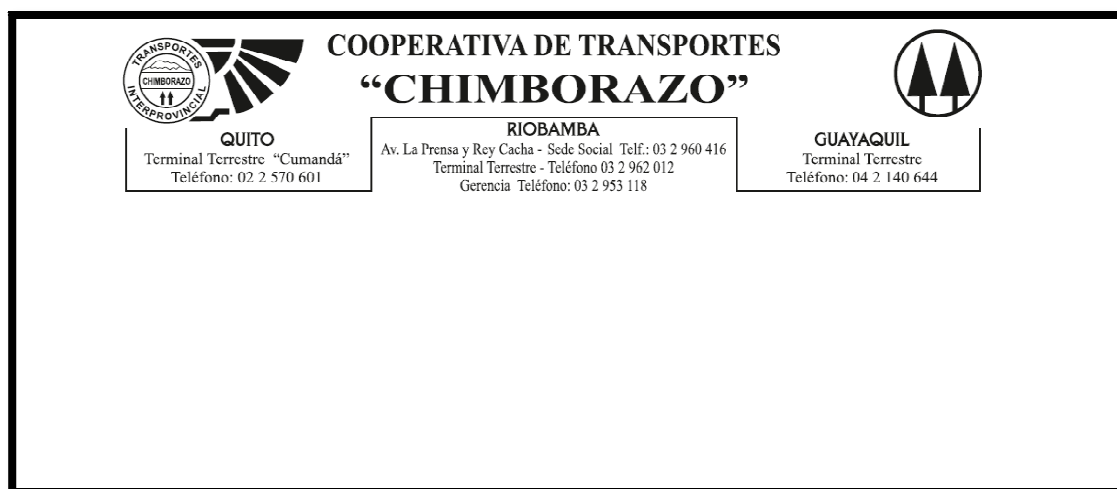 COOPERATIVA DE TRANSPORTES
“CHIMBORAZO”
TRANSPORTES
CHIMBORAZO
INTERPROVINCIAL
QUITO
Terminal Terrestre “Cumandá”
Teléfono: 02 2 570 601
RIOBAMBA
Av. La Prensa y Rey Cacha - Sede Social Telf.: 03 2 960 416
Terminal Terrestre - Teléfono 03 2 962 012
Gerencia Teléfono: 03 2 953 118
GUAYAQUIL
Terminal Terrestre
Teléfono: 04 2 140 644